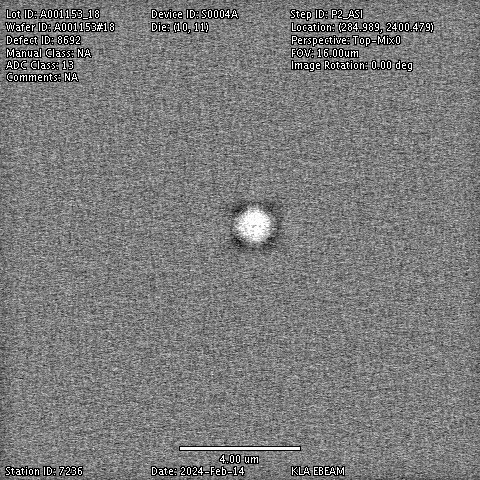 Lot ID: A001153_18 Device ID: S0004A Step ID: P2_ASI
Wafer ID: A001153#18 Die: (10, 11) Location: (284.989, 2400.479)
Defect ID: 8692 Perspective: Top-Mix0
Manual Class: NA FOV: 16.00um
ADC Class: 13 Image Rotation: 0.00 deg
Comments: NA
4.00 um
Station ID: 7236 Date: 2024-Feb-14 KLA EBEAM